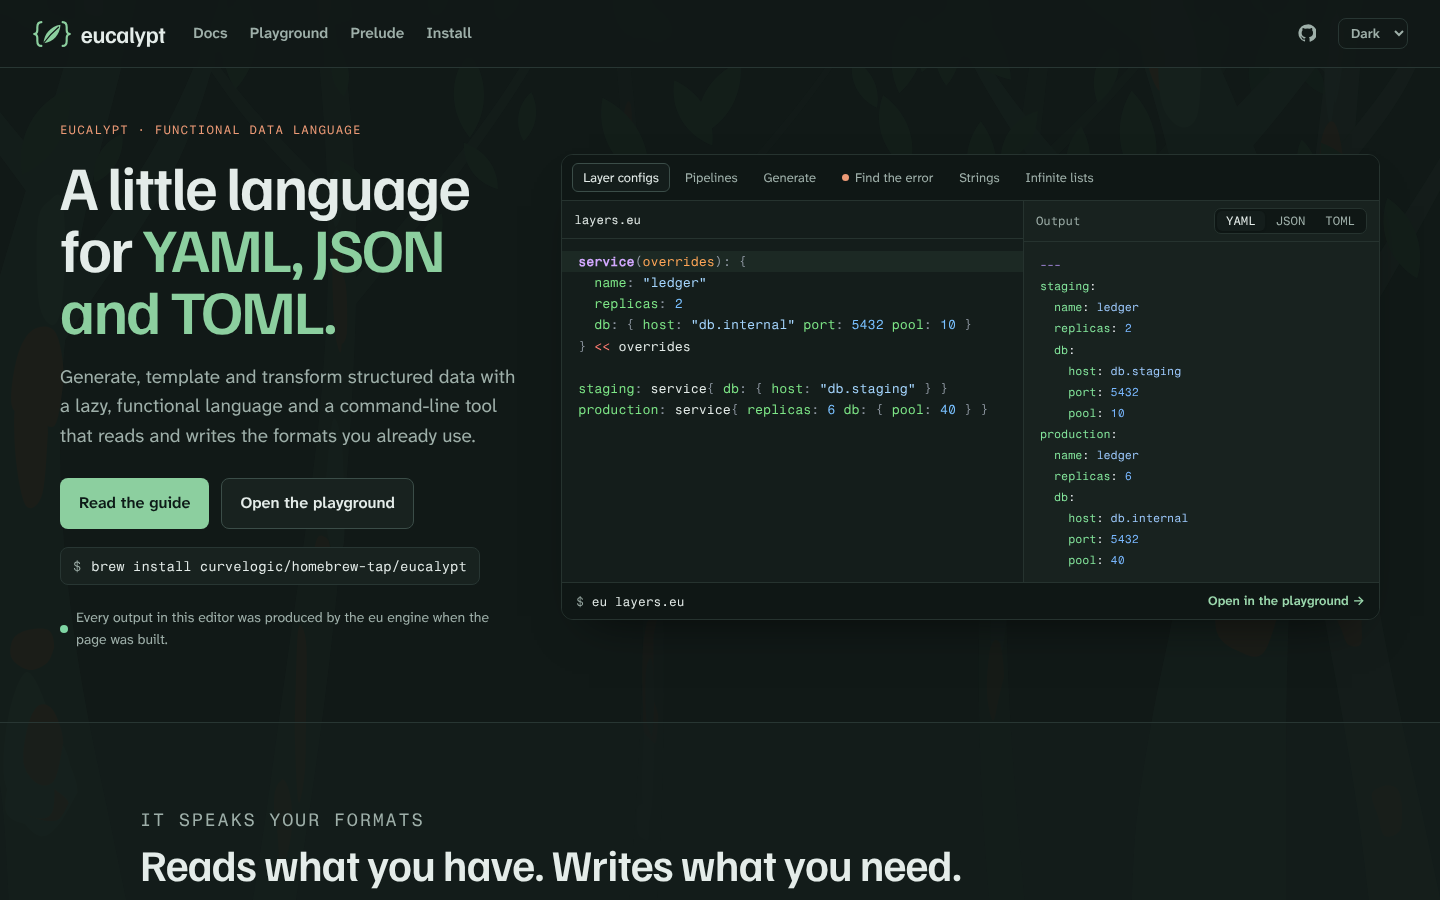 eucalypt Docs Playground Prelude Install Dark
EUCALYPT · FUNCTIONAL DATA LANGUAGE
A little language
for YAML, JSON
and TOML.
Generate, template and transform structured data with
a lazy, functional language and a command-line tool
that reads and writes the formats you already use.
Read the guide Open the playground
$ brew install curvelogic/homebrew-tap/eucalypt
Every output in this editor was produced by the eu engine when the
page was built.
Layer configs Pipelines Generate Find the error Strings Infinite lists
layers.eu
service(overrides): {
  name: "ledger"
  replicas: 2
  db: { host: "db.internal" port: 5432 pool: 10 }
} << overrides
staging: service{ db: { host: "db.staging" } }
production: service{ replicas: 6 db: { pool: 40 } }
Output YAML JSON TOML
---
staging:
  name: ledger
  replicas: 2
  db:
    host: db.staging
    port: 5432
    pool: 10
production:
  name: ledger
  replicas: 6
  db:
    host: db.internal
    port: 5432
    pool: 40
$ eu layers.eu Open in the playground →
IT SPEAKS YOUR FORMATS
Reads what you have. Writes what you need.